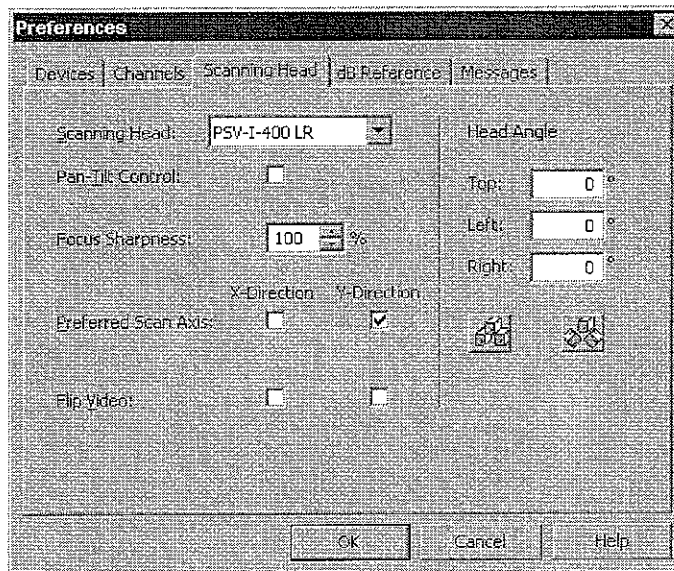 Preferences
Devices Channels Scanning Head dB Reference Messages
Scanning Head: PSV-I-400 LR Head Angle
Pan-Tilt Control: Top: 0 °
Focus Sharpness: 100 % Left: 0 °
Right: 0 °
X-Direction Y-Direction
Preferred Scan Axis:
Flip Video:
OK Cancel Help